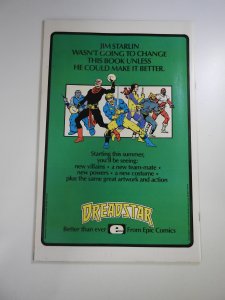 JIM STARLIN
WASN'T GOING TO CHANGE
THIS BOOK UNLESS
HE COULD MAKE IT BETTER.
Starting this summer,
you'll be seeing:
new villains • a new team-mate •
new powers • a new costume •
plus the same great artwork and action
DREADSTAR
Better than ever e From Epic Comics